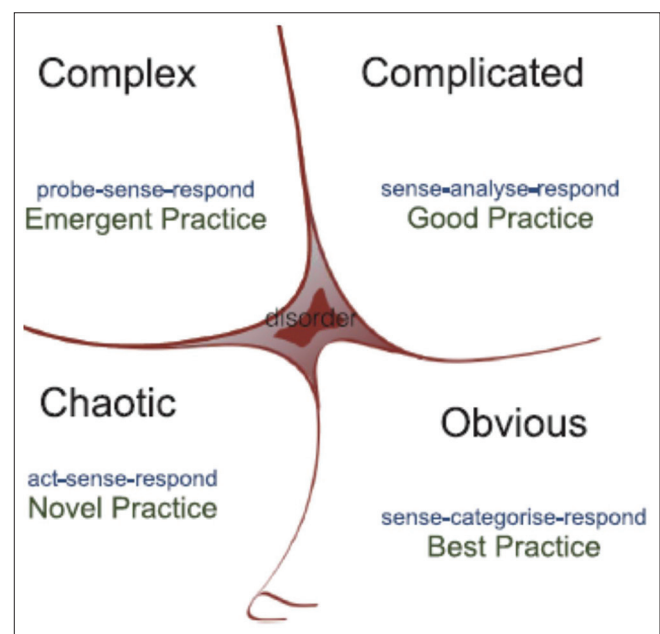 Complex
probe-sense-respond
Emergent Practice
Complicated
sense-analyse-respond
Good Practice
disorder
Chaotic
act-sense-respond
Novel Practice
Obvious
sense-categorise-respond
Best Practice